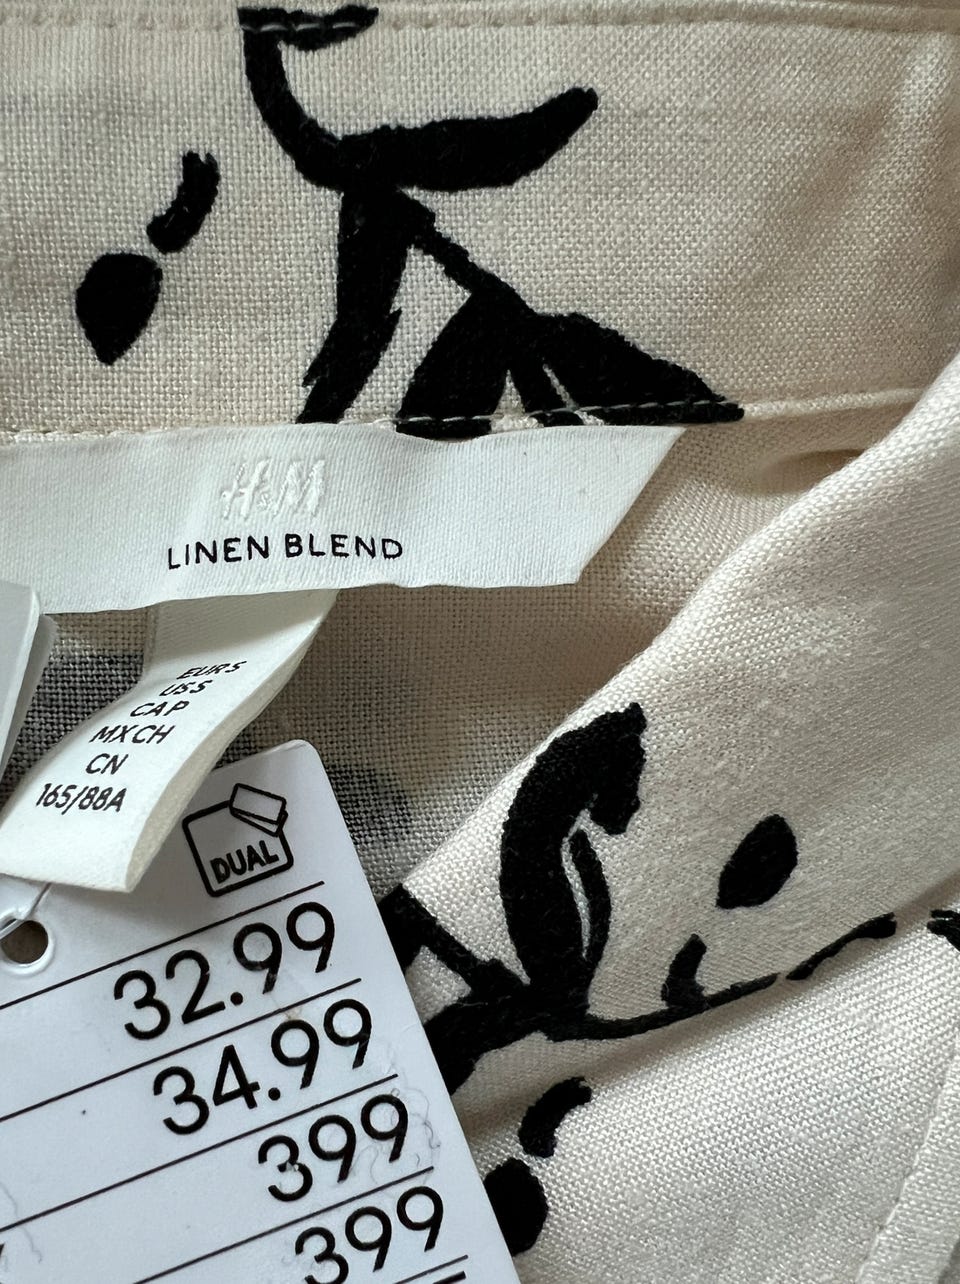 H&M
LINEN BLEND
EUR S
US S
CA P
MX CH
CN
165/88A
DUAL
32.99
34.99
399
399